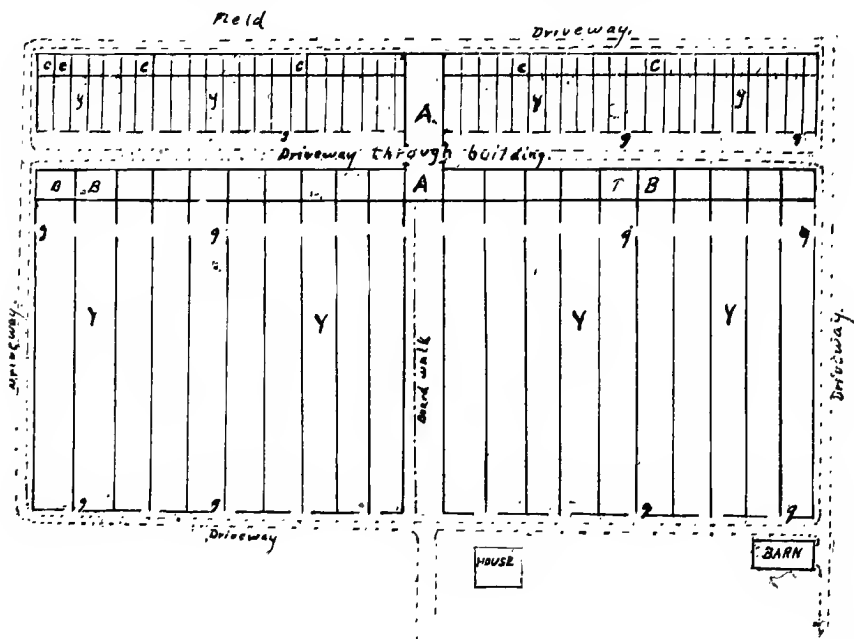 Field
Driveway.
c c c c c C
y y y y
A
g g g
Driveway through building.
B B A T B
g g g g
Y Y Y Y
Driveway.
Board walk
Driveway.
g g g g
Driveway
HOUSE
BARN